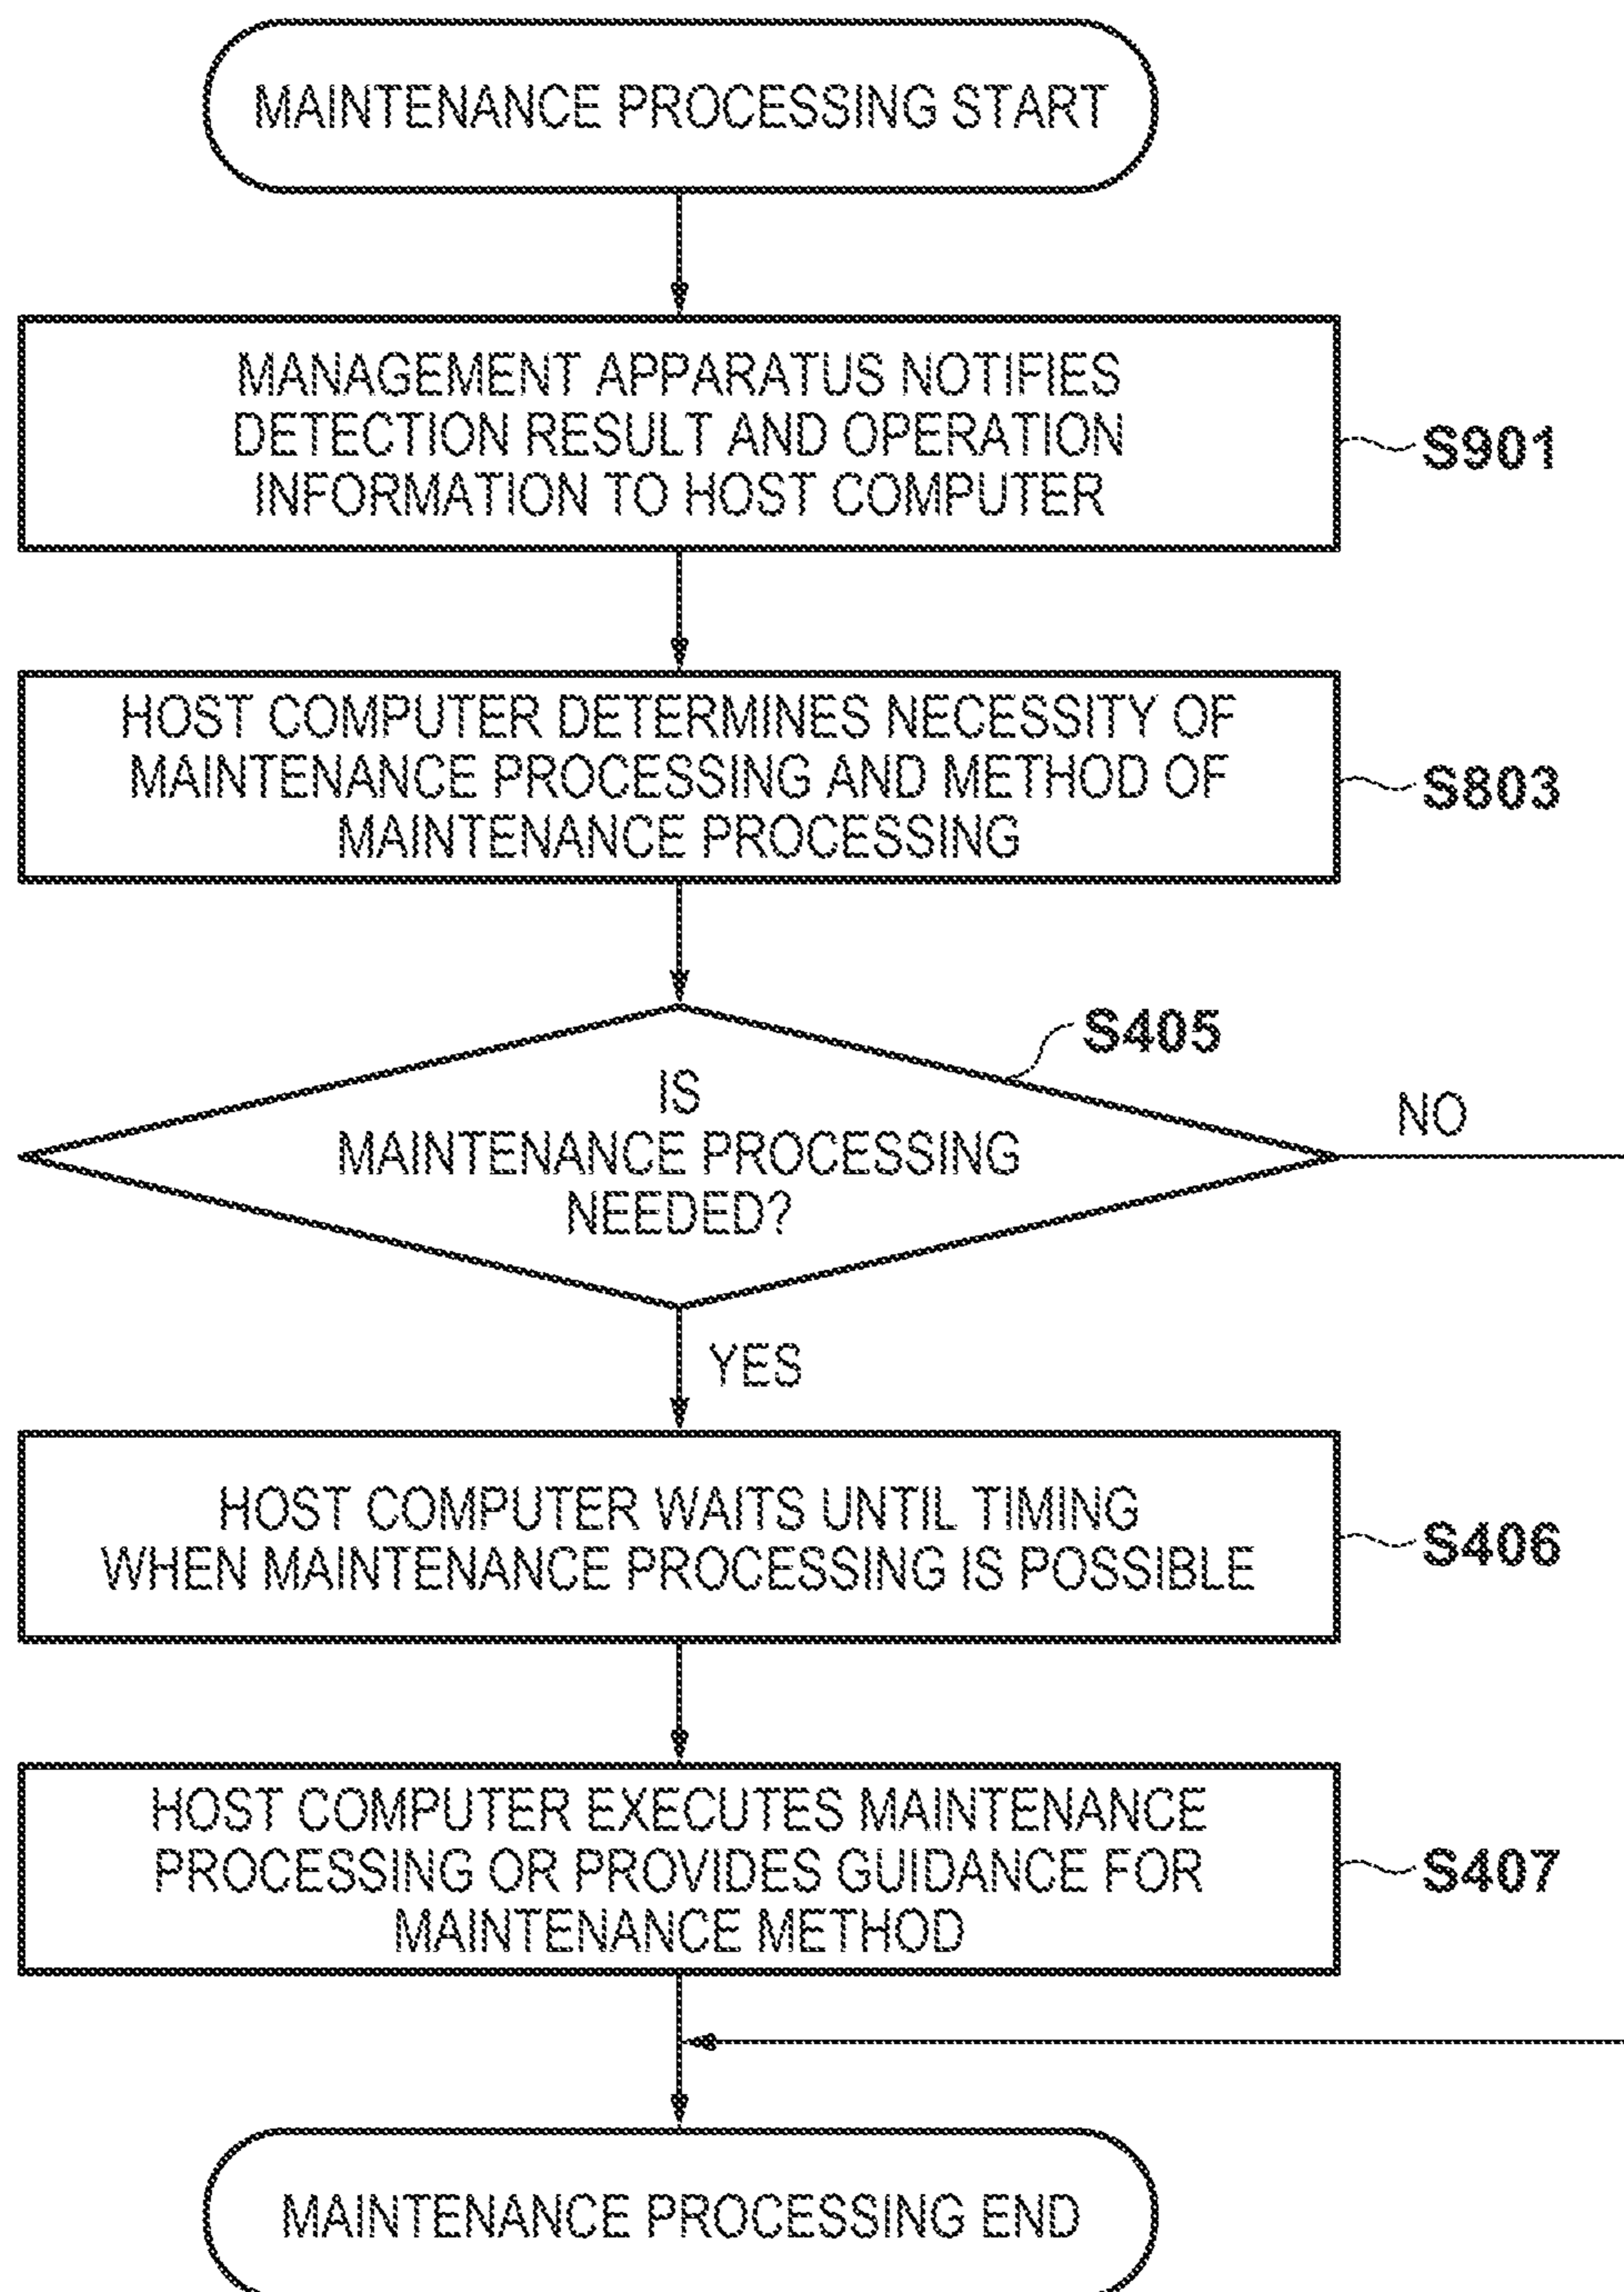 MAINTENANCE PROCESSING START
MANAGEMENT APPARATUS NOTIFIES
DETECTION RESULT AND OPERATION
INFORMATION TO HOST COMPUTER
S901
HOST COMPUTER DETERMINES NECESSITY OF
MAINTENANCE PROCESSING AND METHOD OF
MAINTENANCE PROCESSING
S803
S405
IS
MAINTENANCE PROCESSING
NEEDED?
NO
YES
HOST COMPUTER WAITS UNTIL TIMING
WHEN MAINTENANCE PROCESSING IS POSSIBLE
S406
HOST COMPUTER EXECUTES MAINTENANCE
PROCESSING OR PROVIDES GUIDANCE FOR
MAINTENANCE METHOD
S407
MAINTENANCE PROCESSING END